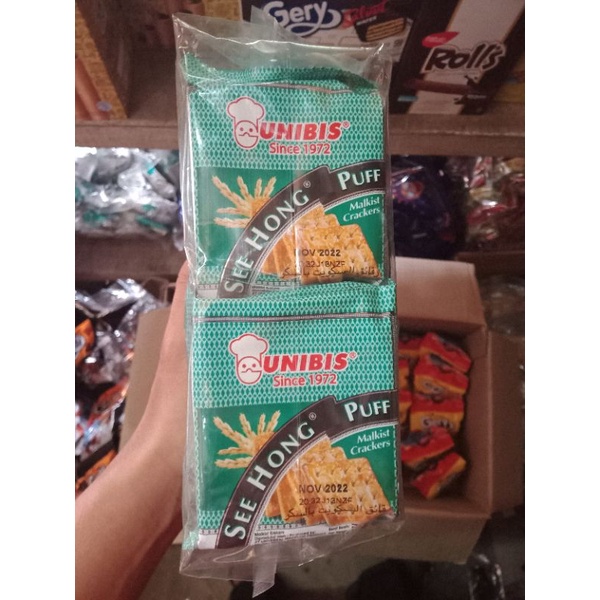 Gery
Rolls
UNIBIS®
Since 1972
SEE HONG®
PUFF
Malkist
Crackers
NOV 2022
UNIBIS®
Since 1972
SEE HONG®
PUFF
Malkist
Crackers
NOV 2022